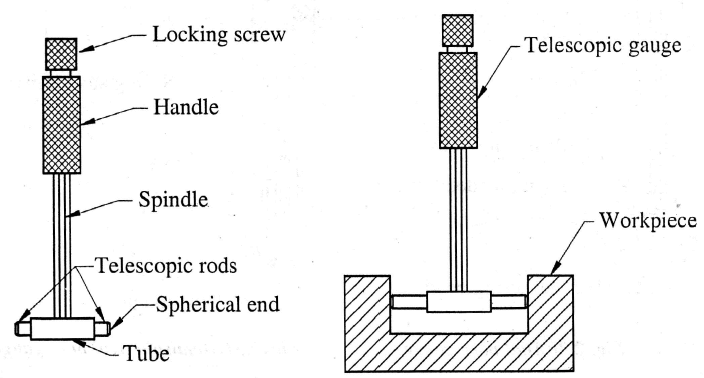 Locking screw
Handle
Spindle
Telescopic rods
Spherical end
Tube
Telescopic gauge
Workpiece